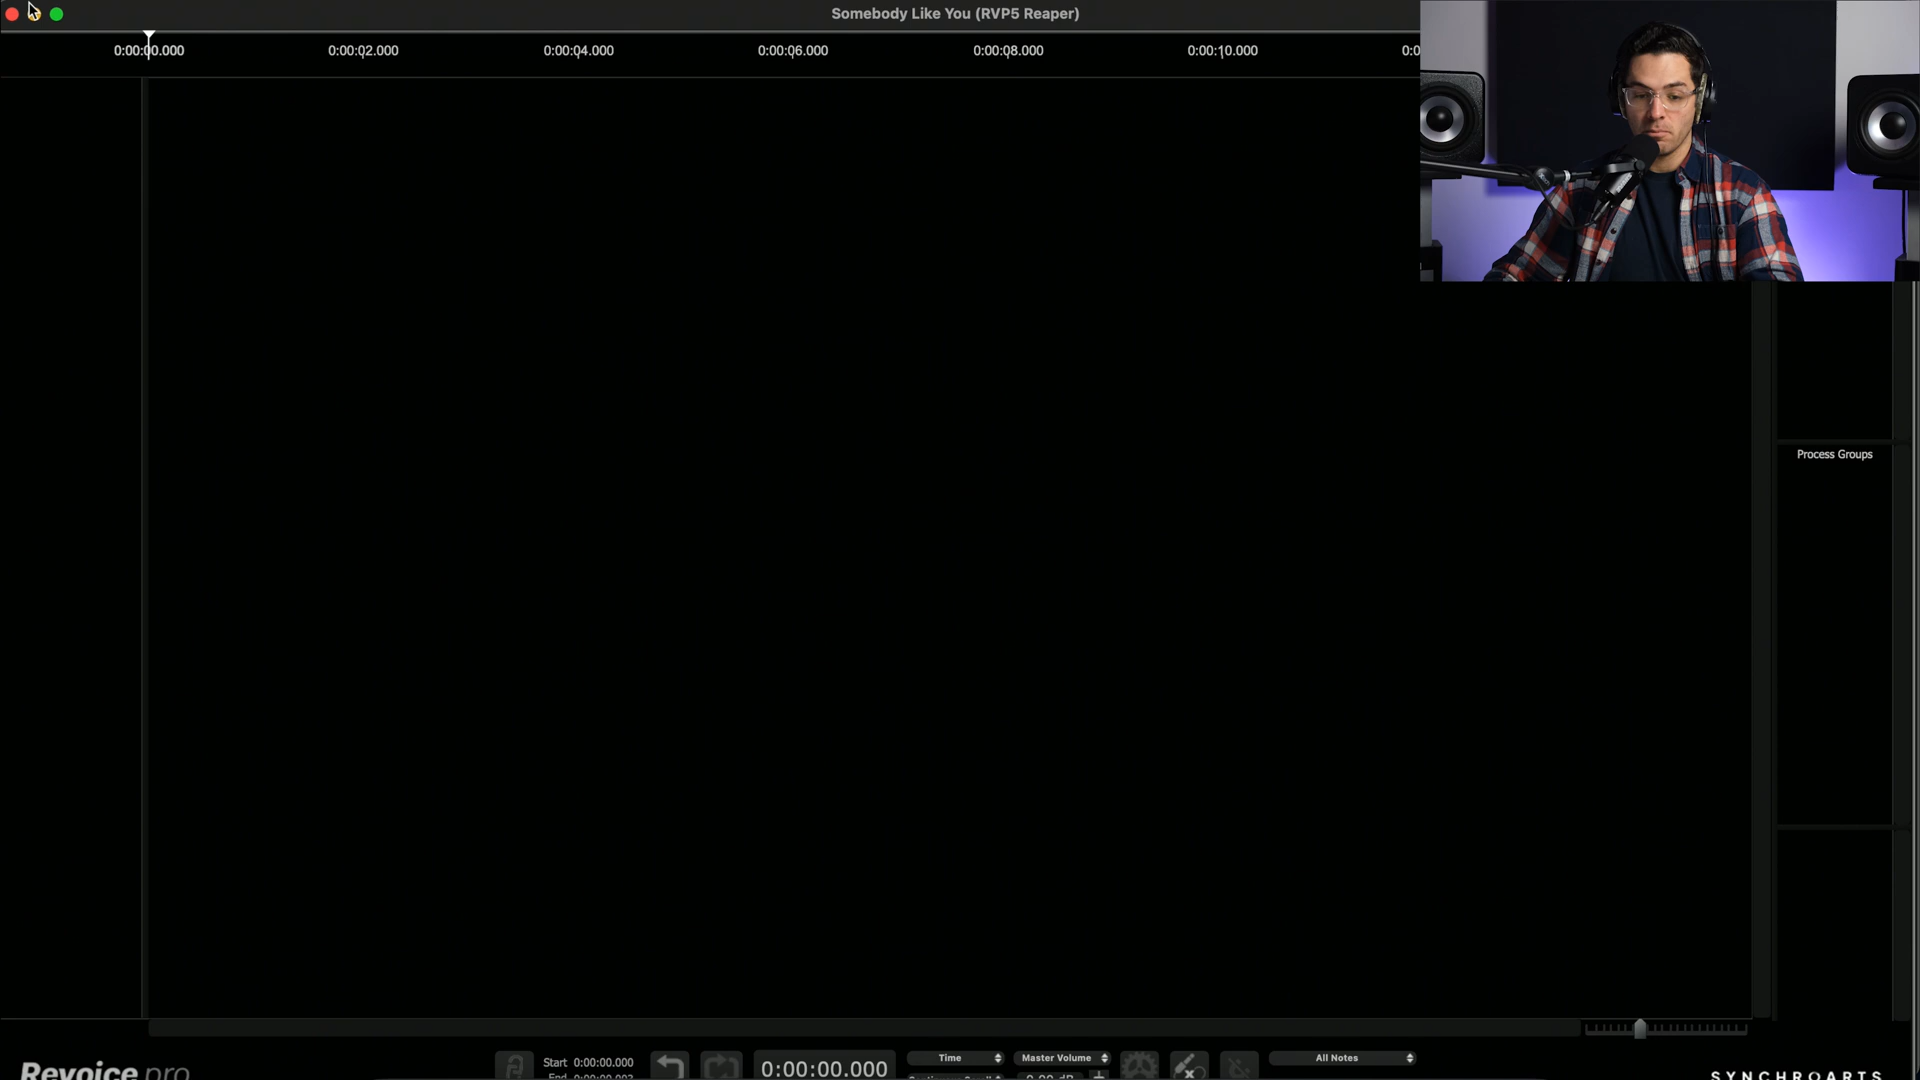 Somebody Like You (RVP5 Reaper)
0:00:00.000 0:00:02.000 0:00:04.000 0:00:06.000 0:00:08.000 0:00:10.000 0:0
Process Groups
Start 0:00:00.000
Time
Master Volume
All Notes
0:00:00.000
Revoice pro
SYNCHROARTS